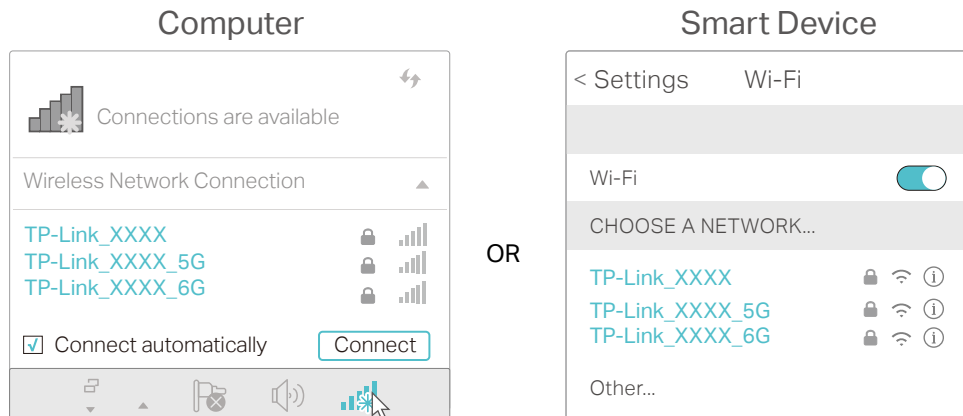 Computer
Connections are available
Wireless Network Connection
TP-Link_XXXX
TP-Link_XXXX_5G
TP-Link_XXXX_6G
Connect automatically
Connect
OR
Smart Device
< Settings Wi-Fi
Wi-Fi
CHOOSE A NETWORK...
TP-Link_XXXX
TP-Link_XXXX_5G
TP-Link_XXXX_6G
Other...